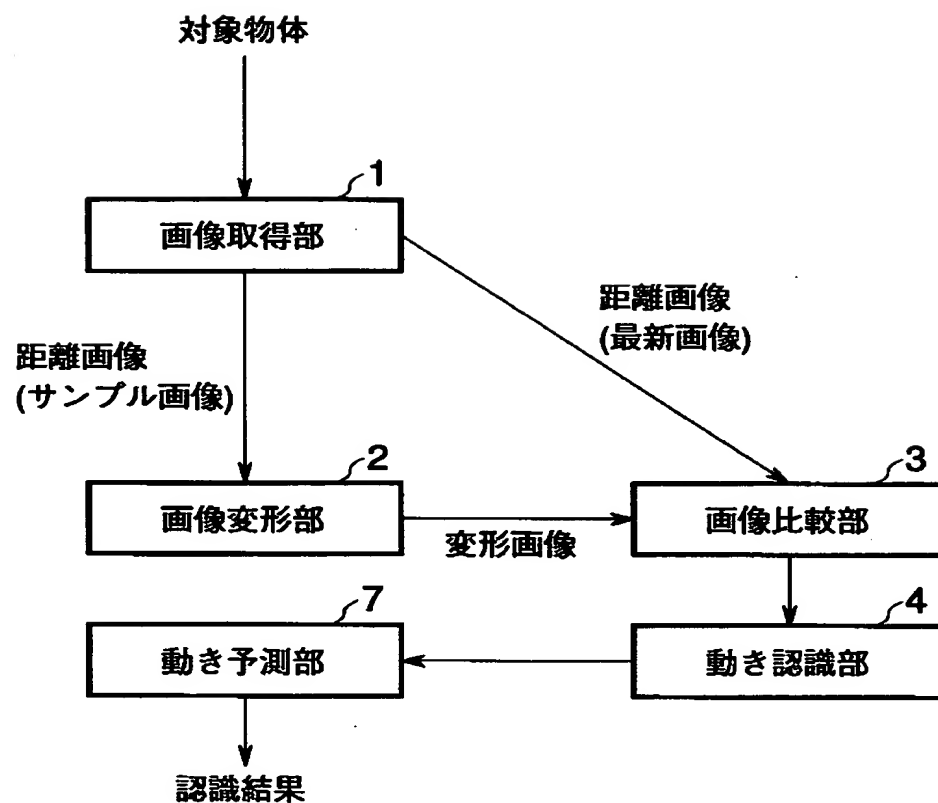 対象物体
1
画像取得部
距離画像
(最新画像)
距離画像
(サンプル画像)
2
画像変形部
3
画像比較部
変形画像
7
動き予測部
4
動き認識部
認識結果